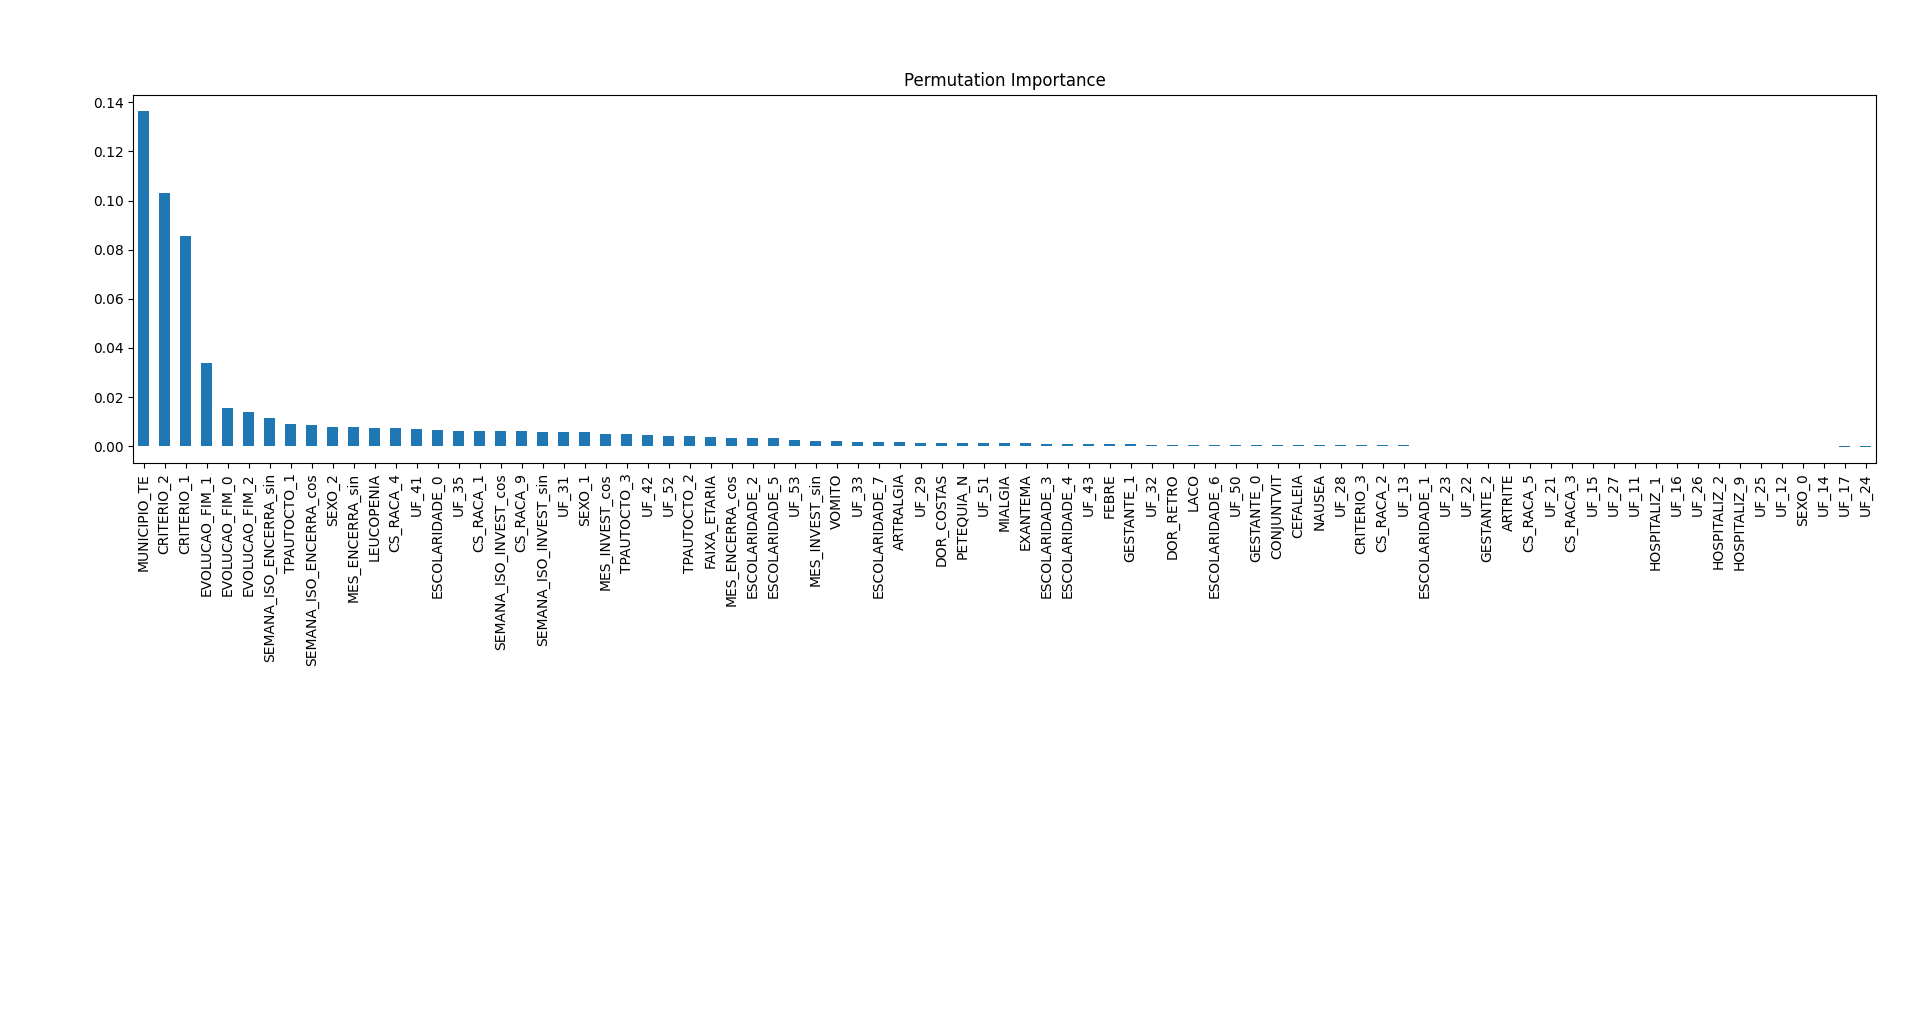 Permutation Importance
0.14
0.12
0.10
0.08
0.06
0.04
0.02
0.00
MUNICIPIO_TE
CRITERIO_2
CRITERIO_1
EVOLUCAO_FIM_1
EVOLUCAO_FIM_0
EVOLUCAO_FIM_2
SEMANA_ISO_ENCERRA_sin
TPAUTOCTO_1
SEMANA_ISO_ENCERRA_cos
SEXO_2
MES_ENCERRA_sin
LEUCOPENIA
CS_RACA_4
UF_41
ESCOLARIDADE_0
UF_35
CS_RACA_1
SEMANA_ISO_INVEST_cos
CS_RACA_9
SEMANA_ISO_INVEST_sin
UF_31
SEXO_1
MES_INVEST_cos
TPAUTOCTO_3
UF_42
UF_52
TPAUTOCTO_2
FAIXA_ETARIA
MES_ENCERRA_cos
ESCOLARIDADE_2
ESCOLARIDADE_5
UF_53
MES_INVEST_sin
VOMITO
UF_33
ESCOLARIDADE_7
ARTRALGIA
UF_29
DOR_COSTAS
PETEQUIA_N
UF_51
MIALGIA
EXANTEMA
ESCOLARIDADE_3
ESCOLARIDADE_4
UF_43
FEBRE
GESTANTE_1
UF_32
DOR_RETRO
LACO
ESCOLARIDADE_6
UF_50
GESTANTE_0
CONJUNTVIT
CEFALEIA
NAUSEA
UF_28
CRITERIO_3
CS_RACA_2
UF_13
ESCOLARIDADE_1
UF_23
UF_22
GESTANTE_2
ARTRITE
CS_RACA_5
UF_21
CS_RACA_3
UF_15
UF_27
UF_11
HOSPITALIZ_1
UF_16
UF_26
HOSPITALIZ_2
HOSPITALIZ_9
UF_25
UF_12
SEXO_0
UF_14
UF_17
UF_24